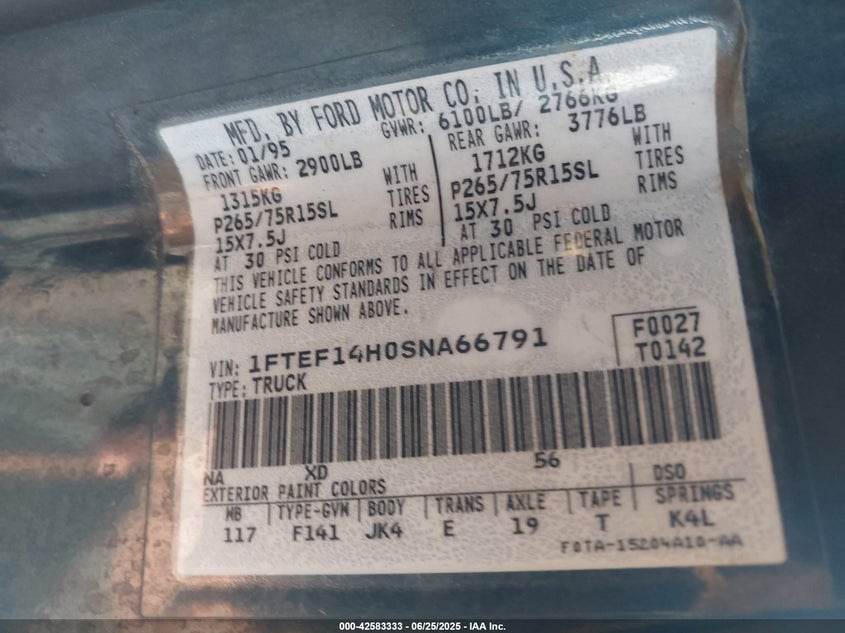 MFD. BY FORD MOTOR CO. IN U.S.A.
DATE: 01/95 GVWR: 6100LB/ 2766KG
FRONT GAWR: 2900LB REAR GAWR: 3776LB
1315KG WITH 1712KG WITH
P265/75R15SL TIRES P265/75R15SL TIRES
15X7.5J RIMS 15X7.5J RIMS
AT 30 PSI COLD AT 30 PSI COLD
THIS VEHICLE CONFORMS TO ALL APPLICABLE FEDERAL MOTOR
VEHICLE SAFETY STANDARDS IN EFFECT ON THE DATE OF
MANUFACTURE SHOWN ABOVE.
VIN: 1FTEF14H0SNA66791 F0027
TYPE: TRUCK T0142
NA XD 56
EXTERIOR PAINT COLORS DSO
WB TYPE-GVW BODY TRANS AXLE TAPE SPRINGS
117 F141 JK4 E 19 T K4L
F0TA-15204A10-AA
000-42583333 - 06/25/2025 - IAA Inc.